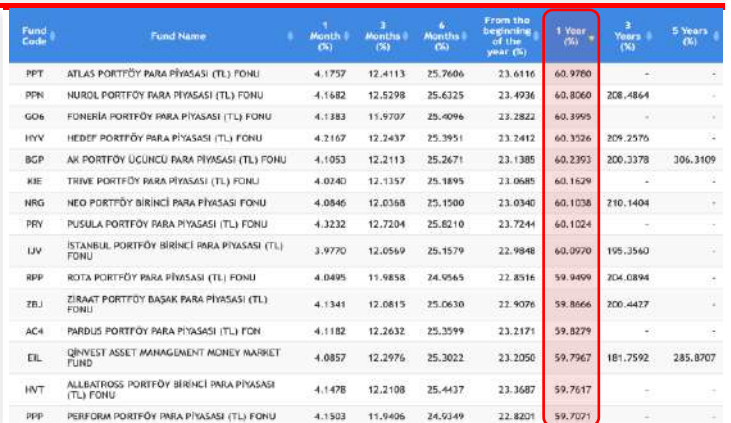 Fund Code Fund Name 1 Month (%) 3 Months (%) 6 Months (%) From the beginning of the year (%) 1 Year (%) 3 Years (%) 5 Years (%)
PPT ATLAS PORTFÖY PARA PİYASASI (TL) FONU 4.1757 12.4113 25.7606 23.6116 60.9780 - -
PPN NUROL PORTFÖY PARA PİYASASI (TL) FONU 4.1682 12.5298 25.6325 23.4936 60.8060 208.4864 -
GO6 FONERİA PORTFÖY PARA PİYASASI (TL) FONU 4.1383 11.9707 25.4096 23.2822 60.3995 - -
HYV HEDEF PORTFÖY PARA PİYASASI (TL) FONU 4.2167 12.2437 25.3951 23.2412 60.3526 209.2576 -
BGP AK PORTFÖY ÜÇÜNCÜ PARA PİYASASI (TL) FONU 4.1053 12.2113 25.2671 23.1385 60.2393 200.3378 306.3109
KIE TRIVE PORTFÖY PARA PİYASASI (TL) FONU 4.0240 12.1357 25.1895 23.0685 60.1629 - -
NRG NEO PORTFÖY BİRİNCİ PARA PİYASASI (TL) FONU 4.0846 12.0368 25.1500 23.0340 60.1038 210.1404 -
PRY PUSULA PORTFÖY PARA PİYASASI (TL) FONU 4.3232 12.7204 25.8210 23.7244 60.1024 - -
IJV İSTANBUL PORTFÖY BİRİNCİ PARA PİYASASI (TL) FONU 3.9770 12.0569 25.1579 22.9848 60.0970 195.3560 -
RPP ROTA PORTFÖY PARA PİYASASI (TL) FONU 4.0495 11.9858 24.9565 22.8516 59.9499 204.0894 -
ZBJ ZİRAAT PORTFÖY BAŞAK PARA PİYASASI (TL) FONU 4.1341 12.0815 25.0630 22.9076 59.8666 200.4427 -
AC4 PARDUS PORTFÖY PARA PİYASASI (TL) FON 4.1182 12.2632 25.3599 23.2171 59.8279 - -
EIL QİNVEST ASSET MANAGEMENT MONEY MARKET FUND 4.0857 12.2976 25.3022 23.2050 59.7967 181.7592 285.8707
HVT ALLBATROSS PORTFÖY BİRİNCİ PARA PİYASASI (TL) FONU 4.1478 12.2108 25.4437 23.3687 59.7617 - -
PPP PERFORM PORTFÖY PARA PİYASASI (TL) FONU 4.1503 11.9406 24.9349 22.8201 59.7071 - -